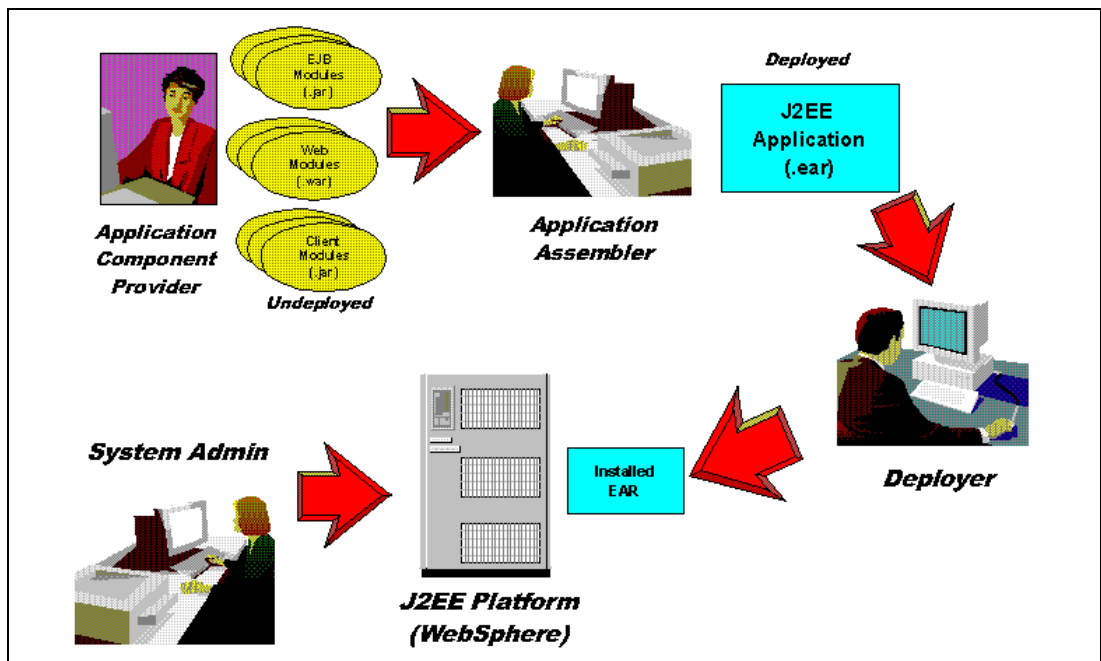 EJB
Modules
(.jar)
Web
Modules
(.war)
Client
Modules
(.jar)
Undeployed
Application
Component
Provider
Application
Assembler
Deployed
J2EE
Application
(.ear)
Deployer
Installed
EAR
System Admin
J2EE Platform
(WebSphere)